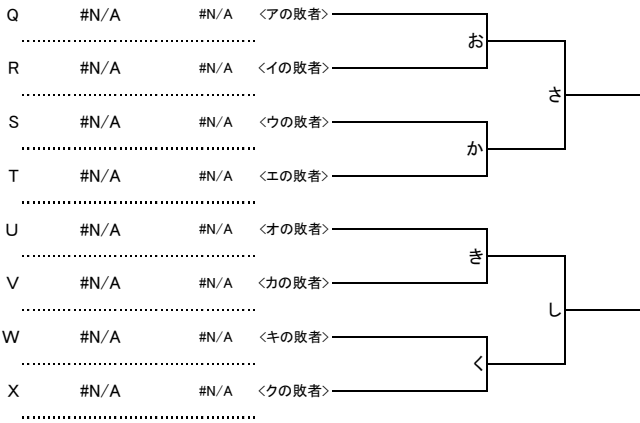 Q #N/A #N/A <アの敗者>
お
R #N/A #N/A <イの敗者>
さ
S #N/A #N/A <ウの敗者>
か
T #N/A #N/A <エの敗者>
U #N/A #N/A <オの敗者>
き
V #N/A #N/A <カの敗者>
し
W #N/A #N/A <キの敗者>
く
X #N/A #N/A <クの敗者>